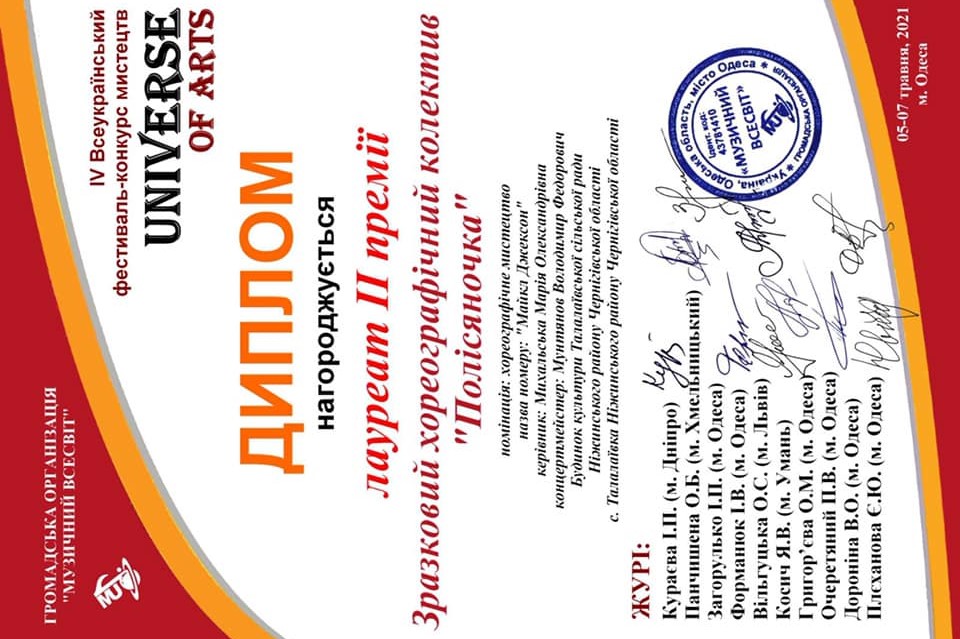 ГРОМАДСЬКА ОРГАНІЗАЦІЯ
"МУЗИЧНИЙ ВСЕСВІТ"
IV Всеукраїнський
фестиваль-конкурс мистецтв
UNIVERSE
OF ARTS
ДИПЛОМ
нагороджується
лауреат ІІ премії
Зразковий хореографічний колектив
"Полісяночка"
номінація: хореографічне мистецтво
назва номеру: "Майкл Джексон"
керівник: Михальська Марія Олександрівна
концертмейстер: Мунтянов Володимир Федорович
Будинок культури Талалаївської сільської ради
Ніжинського району Чернігівської області
с. Талалаївка Ніжинського району Чернігівської області
ЖУРІ:
Кураєва І.П. (м. Дніпро)
Панчишена О.Б. (м. Хмельницький)
Загорулько І.П. (м. Одеса)
Форманюк І.В. (м. Одеса)
Вільгуцька О.С. (м. Львів)
Косич Я.В. (м. Умань)
Григор’єва О.М. (м. Одеса)
Очеретяний П.В. (м. Одеса)
Дороніна В.О. (м. Одеса)
Плєханова Є.Ю. (м. Одеса)
Україна, Одеська область, місто Одеса
ГРОМАДСЬКА ОРГАНІЗАЦІЯ
Ідент. код:
43781410
«МУЗИЧНИЙ
ВСЕСВІТ»
05-07 травня, 2021
м. Одеса